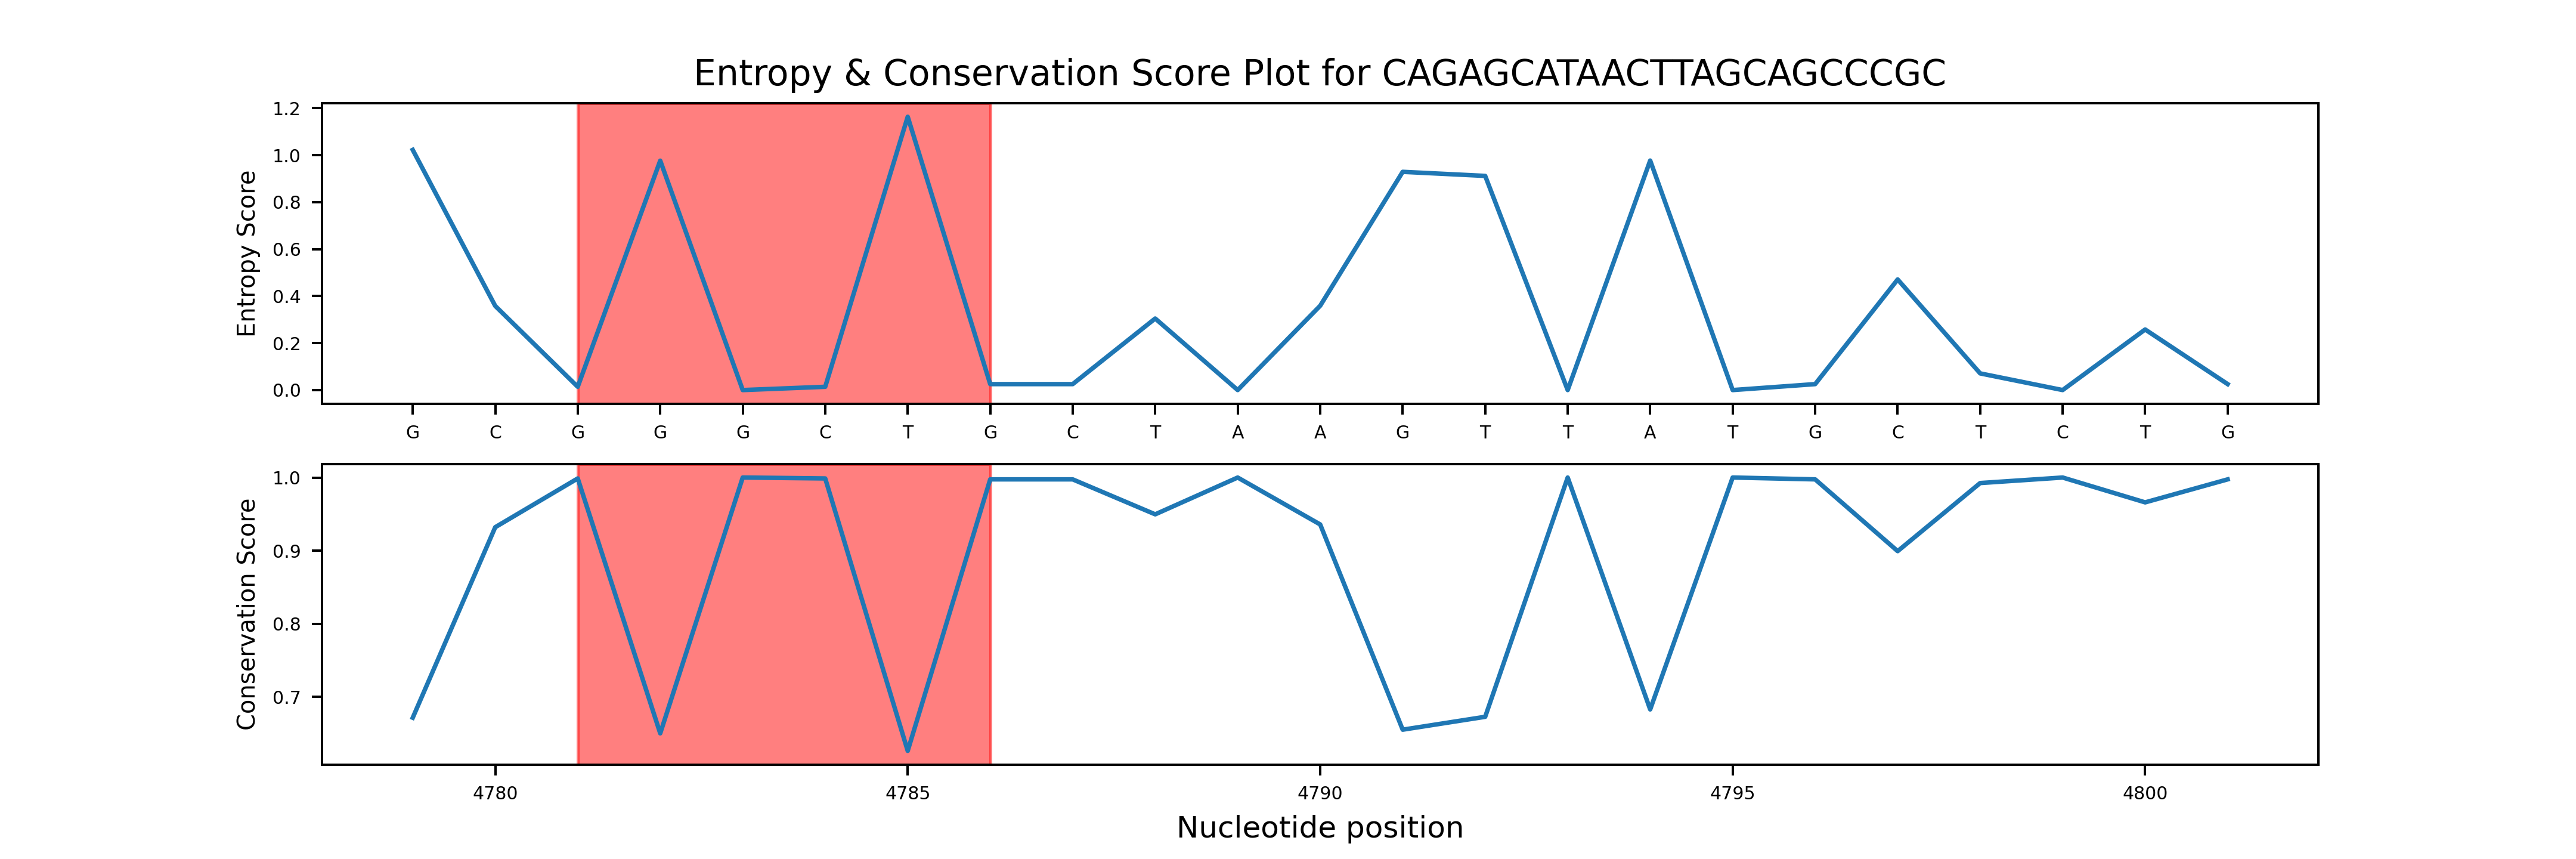 Entropy & Conservation Score Plot for CAGAGCATAACTTAGCAGCCCGC
Entropy Score
1.2
1.0
0.8
0.6
0.4
0.2
0.0
G C G G G C T G C T A A G T T A T G C T C T G
Conservation Score
1.0
0.9
0.8
0.7
4780 4785 4790 4795 4800
Nucleotide position